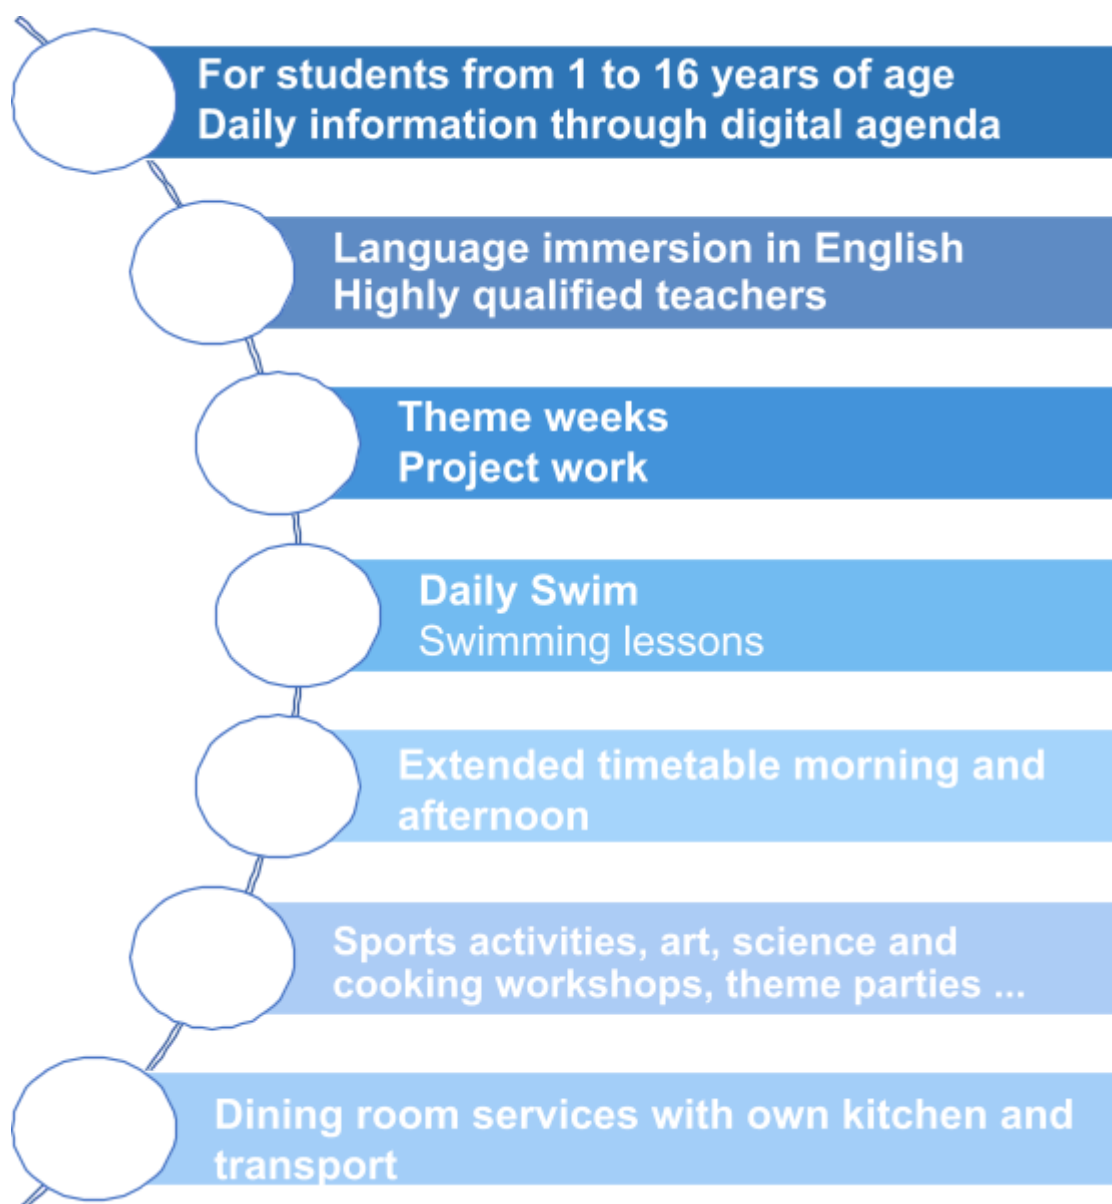 For students from 1 to 16 years of age
Daily information through digital agenda
Language immersion in English
Highly qualified teachers
Theme weeks
Project work
Daily Swim
Swimming lessons
Extended timetable morning and
afternoon
Sports activities, art, science and
cooking workshops, theme parties ...
Dining room services with own kitchen and
transport